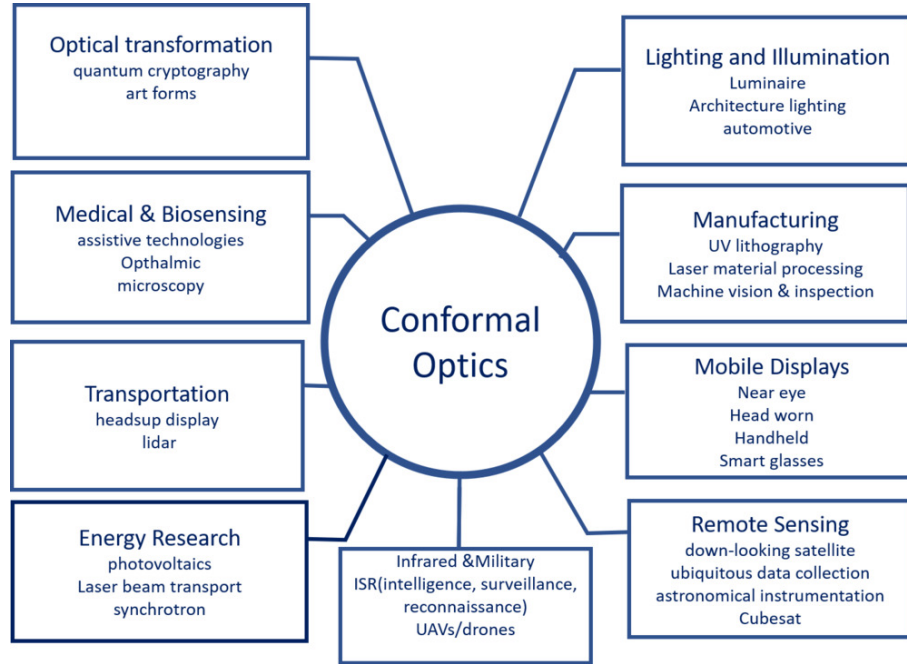 Optical transformation
quantum cryptography
art forms
Medical & Biosensing
assistive technologies
Opthalmic
microscopy
Transportation
headsup display
lidar
Energy Research
photovoltaics
Laser beam transport
synchrotron
Conformal
Optics
Infrared &Military
ISR(intelligence, surveillance,
reconnaissance)
UAVs/drones
Lighting and Illumination
Luminaire
Architecture lighting
automotive
Manufacturing
UV lithography
Laser material processing
Machine vision & inspection
Mobile Displays
Near eye
Head worn
Handheld
Smart glasses
Remote Sensing
down-looking satellite
ubiquitous data collection
astronomical instrumentation
Cubesat